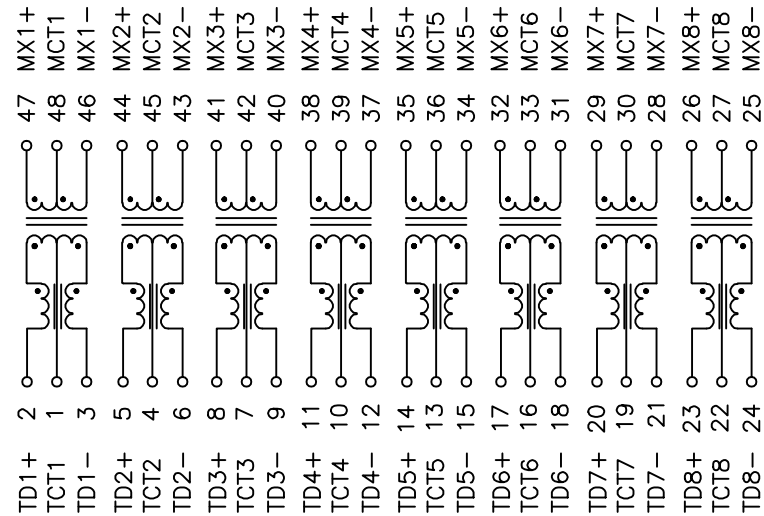 MX1+ MCT1 MX1− MX2+ MCT2 MX2− MX3+ MCT3 MX3− MX4+ MCT4 MX4− MX5+ MCT5 MX5− MX6+ MCT6 MX6− MX7+ MCT7 MX7− MX8+ MCT8 MX8−
47 48 46 44 45 43 41 42 40 38 39 37 35 36 34 32 33 31 29 30 28 26 27 25
2 1 3 5 4 6 8 7 9 11 10 12 14 13 15 17 16 18 20 19 21 23 22 24
TD1+ TCT1 TD1− TD2+ TCT2 TD2− TD3+ TCT3 TD3− TD4+ TCT4 TD4− TD5+ TCT5 TD5− TD6+ TCT6 TD6− TD7+ TCT7 TD7− TD8+ TCT8 TD8−